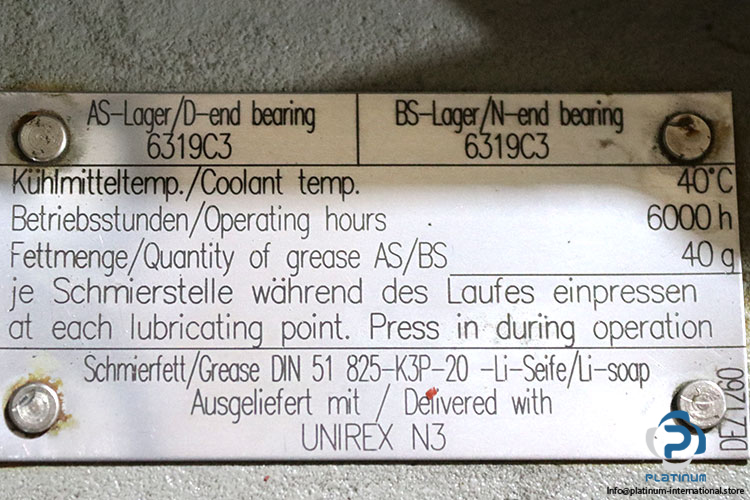 AS-Lager/D-end bearing
6319C3
BS-Lager/N-end bearing
6319C3
Kühlmitteltemp./Coolant temp. 40°C
Betriebsstunden/Operating hours 6000 h
Fettmenge/Quantity of grease AS/BS 40 g
je Schmierstelle während des Laufes einpressen
at each lubricating point. Press in during operation
Schmierfett/Grease DIN 51 825-K3P-20 -Li-Seife/Li-soap
Ausgeliefert mit / Delivered with
UNIREX N3
DEZ1260
PLATINUM
Info@platinum-international.store